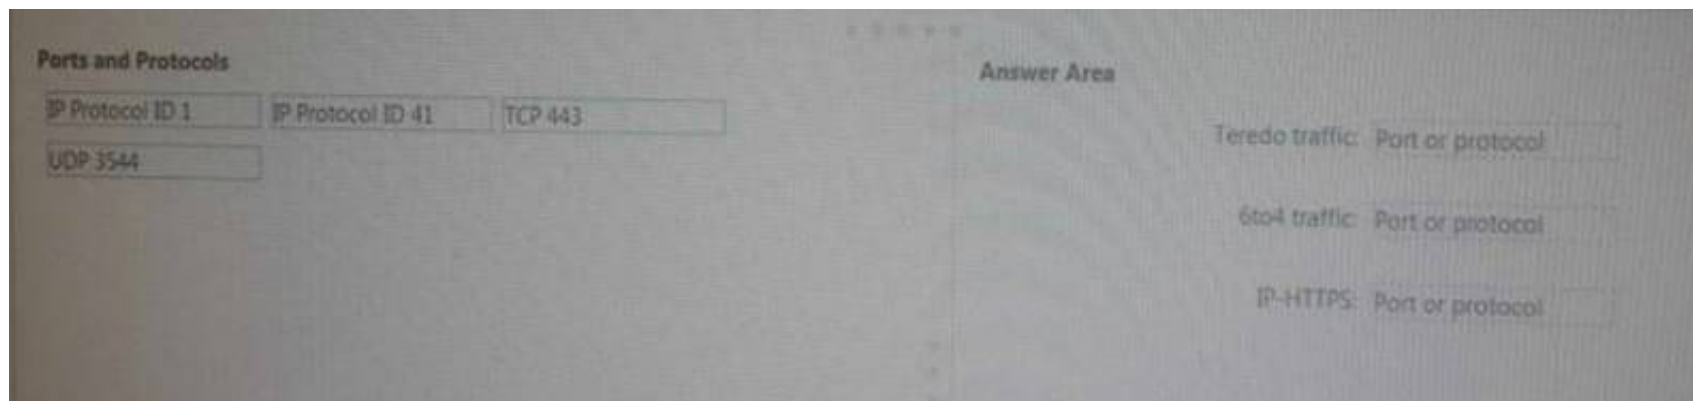 Ports and Protocols
IP Protocol ID 1
IP Protocol ID 41
TCP 443
UDP 3544
Answer Area
Teredo traffic: Port or protocol
6to4 traffic: Port or protocol
IP-HTTPS: Port or protocol